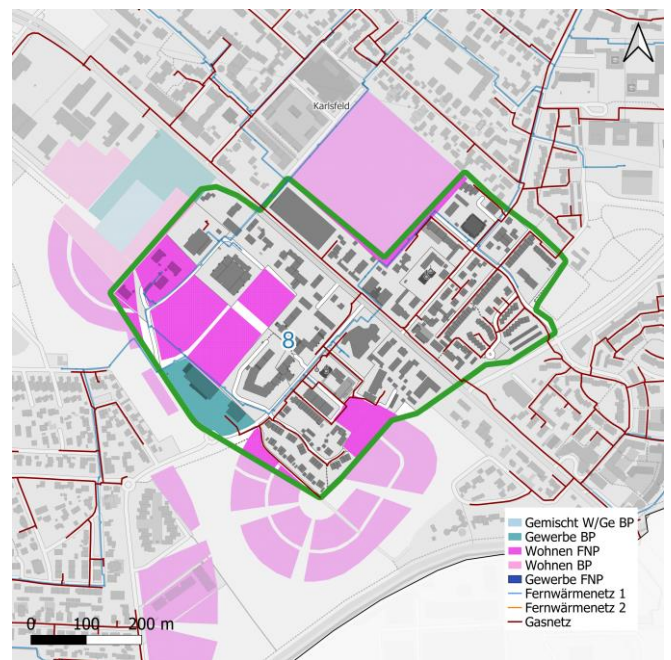 Karlsfeld
8
Gemischt W/Ge BP
Gewerbe BP
Wohnen FNP
Wohnen BP
Gewerbe FNP
Fernwärmenetz 1
Fernwärmenetz 2
Gasnetz
0 100 200 m